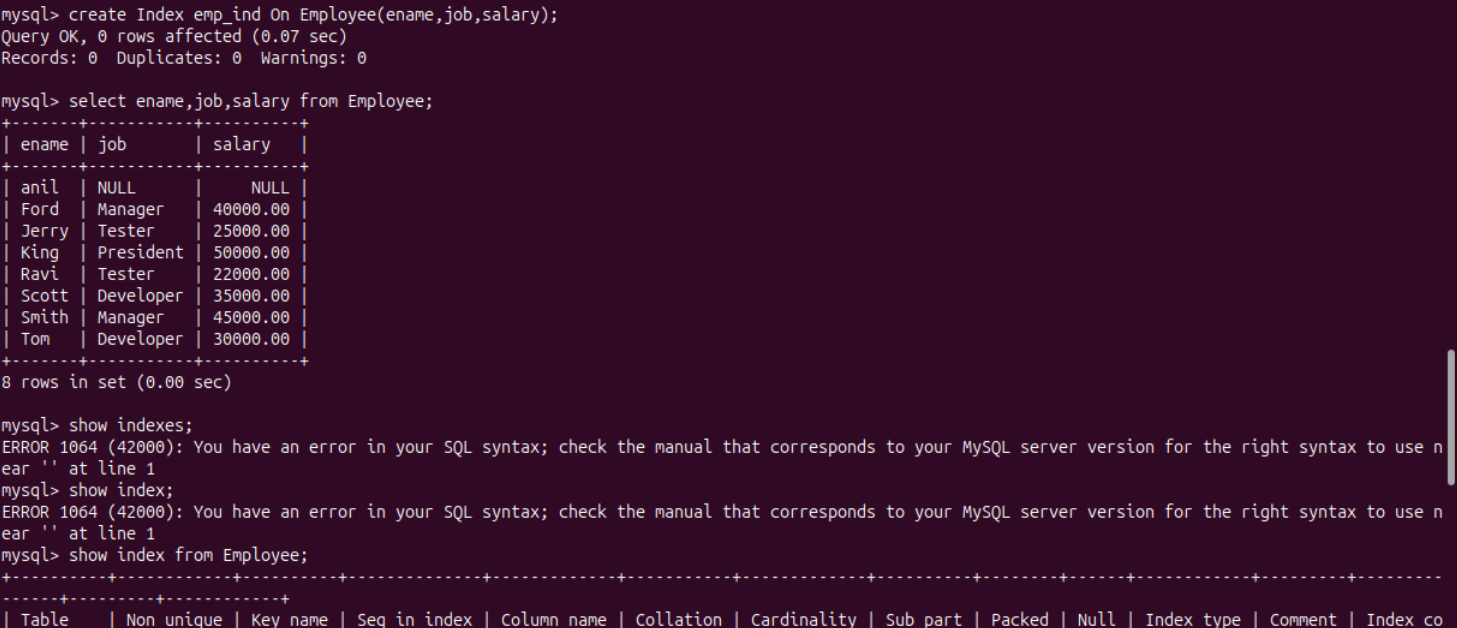 mysql> create Index emp_ind On Employee(ename,job,salary);
Query OK, 0 rows affected (0.07 sec)
Records: 0  Duplicates: 0  Warnings: 0
mysql> select ename,job,salary from Employee;
+-------+-----------+----------+
| ename | job       | salary   |
+-------+-----------+----------+
| anil  | NULL      |     NULL |
| Ford  | Manager   | 40000.00 |
| Jerry | Tester    | 25000.00 |
| King  | President | 50000.00 |
| Ravi  | Tester    | 22000.00 |
| Scott | Developer | 35000.00 |
| Smith | Manager   | 45000.00 |
| Tom   | Developer | 30000.00 |
+-------+-----------+----------+
8 rows in set (0.00 sec)
mysql> show indexes;
ERROR 1064 (42000): You have an error in your SQL syntax; check the manual that corresponds to your MySQL server version for the right syntax to use n
ear '' at line 1
mysql> show index;
ERROR 1064 (42000): You have an error in your SQL syntax; check the manual that corresponds to your MySQL server version for the right syntax to use n
ear '' at line 1
mysql> show index from Employee;
+----------+------------+----------+--------------+-------------+-----------+-------------+----------+--------+------+------------+---------+---------
------+---------+------------+
| Table    | Non_unique | Key_name | Seq_in_index | Column_name | Collation | Cardinality | Sub_part | Packed | Null | Index_type | Comment | Index_co